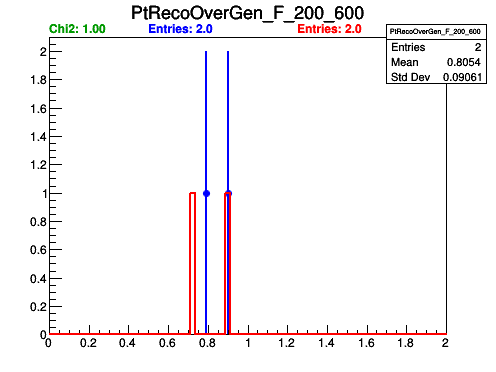 PtRecoOverGen_F_200_600
Chi2: 1.00 Entries: 2.0 Entries: 2.0
PtRecoOverGen_F_200_600
Entries 2
Mean 0.8054
Std Dev 0.09061
2
1.8
1.6
1.4
1.2
1
0.8
0.6
0.4
0.2
0
0 0.2 0.4 0.6 0.8 1 1.2 1.4 1.6 1.8 2